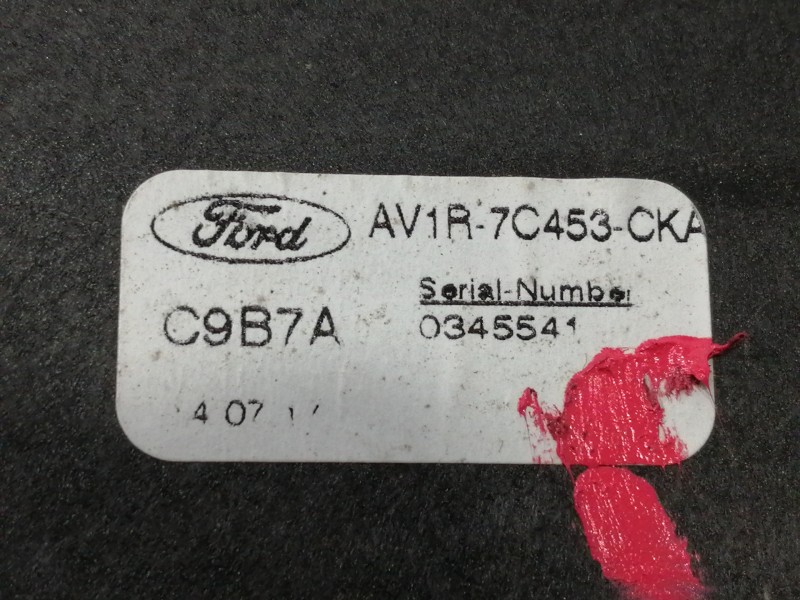 Ford AV1R-7C453-CKA
Serial-Number
C9B7A 0345541